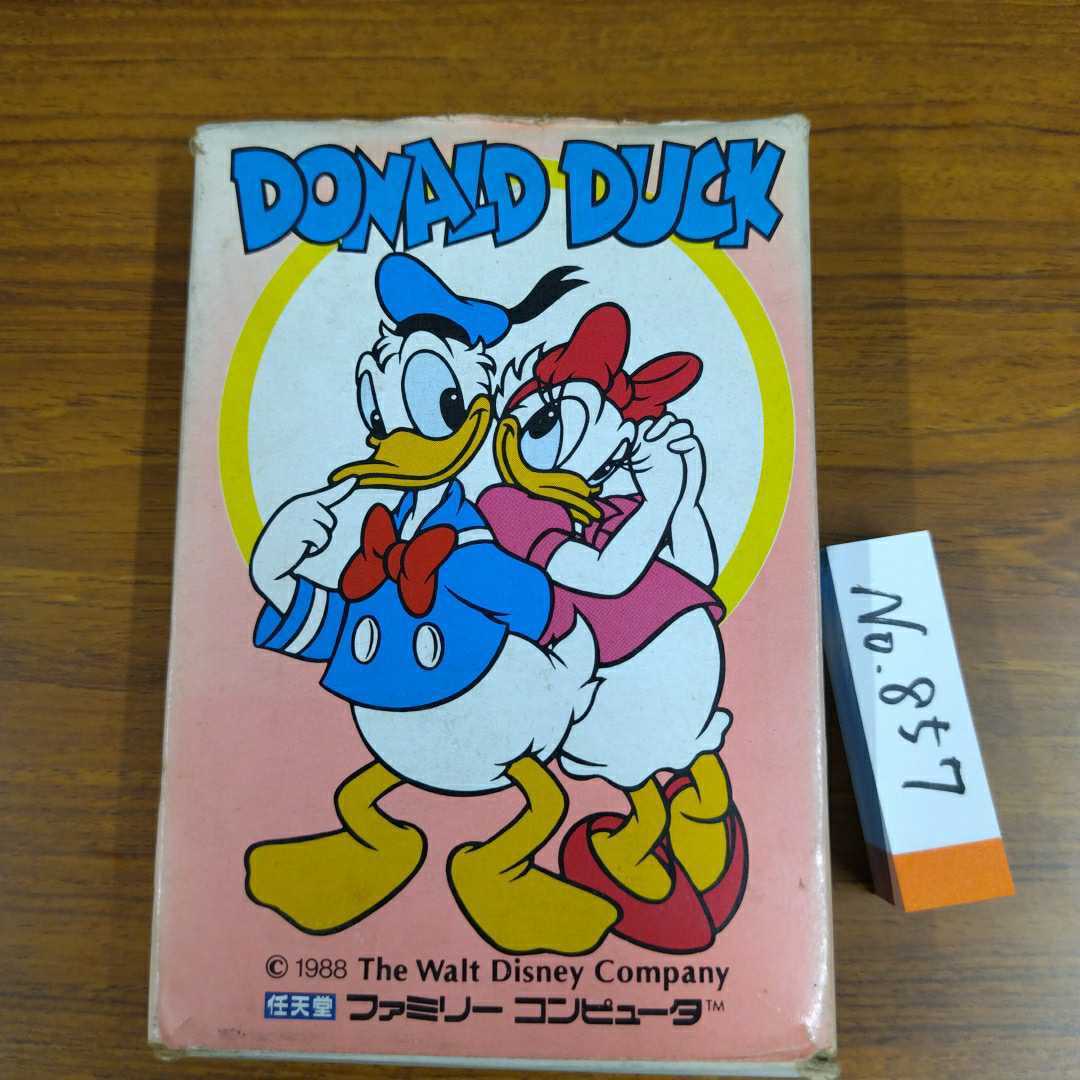 DONALD DUCK
© 1988 The Walt Disney Company
任天堂 ファミリー コンピュータ™
No.857